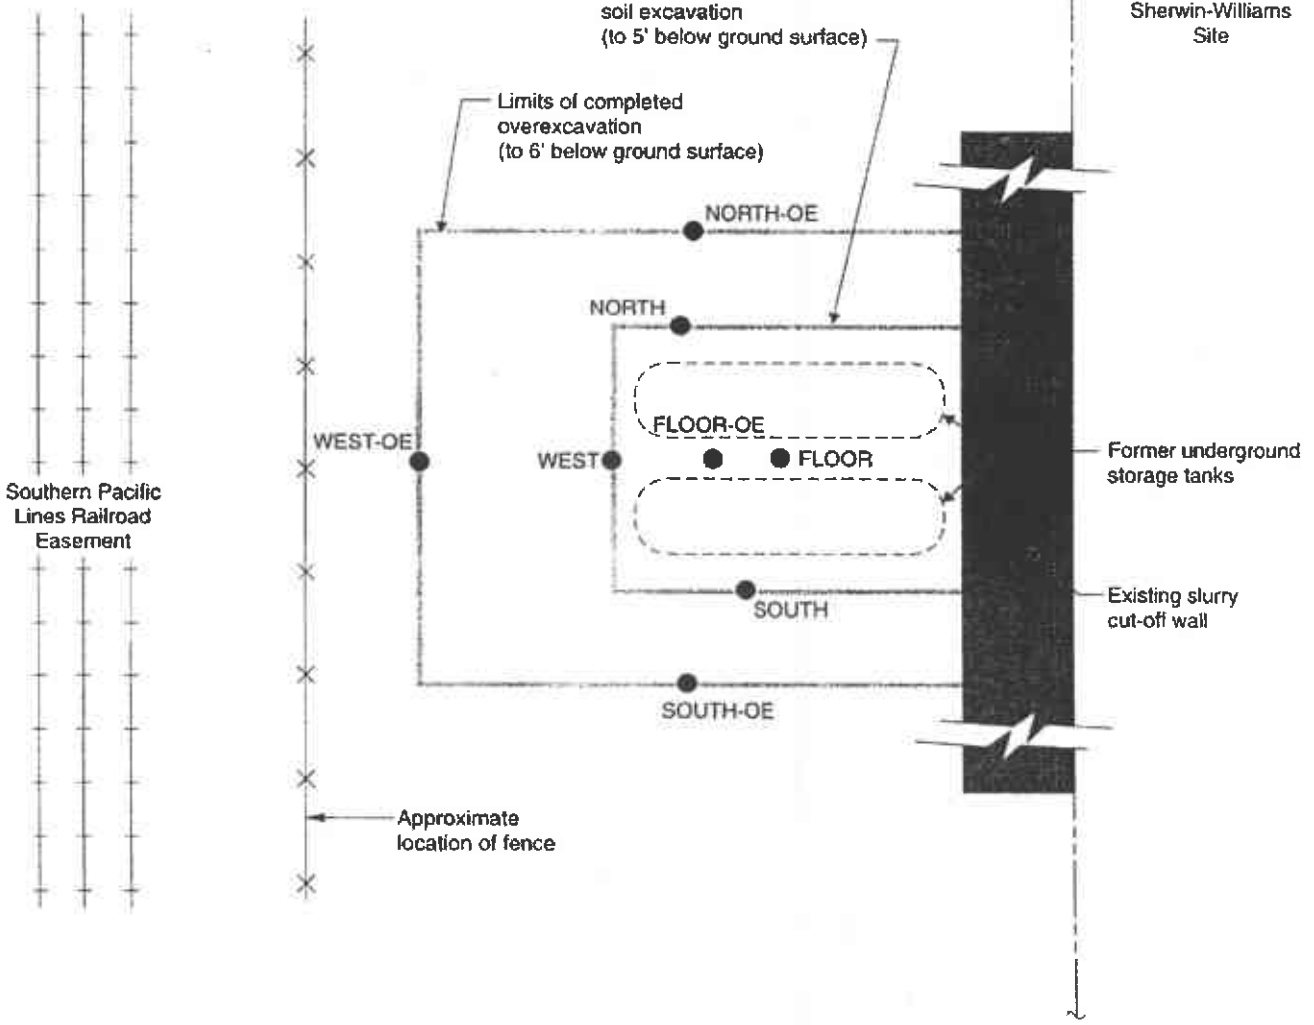 soil excavation
(to 5' below ground surface)
Sherwin-Williams
Site
Limits of completed
overexcavation
(to 6' below ground surface)
NORTH-OE
NORTH
FLOOR-OE
WEST-OE
WEST
FLOOR
Former underground
storage tanks
Southern Pacific
Lines Railroad
Easement
Existing slurry
cut-off wall
SOUTH
SOUTH-OE
Approximate
location of fence